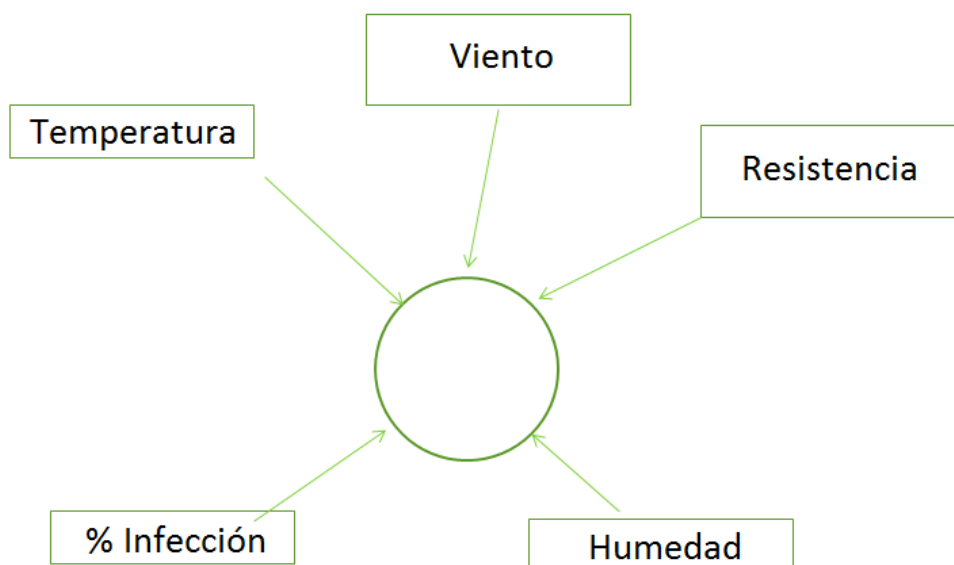 Viento
Temperatura
Resistencia
% Infección
Humedad